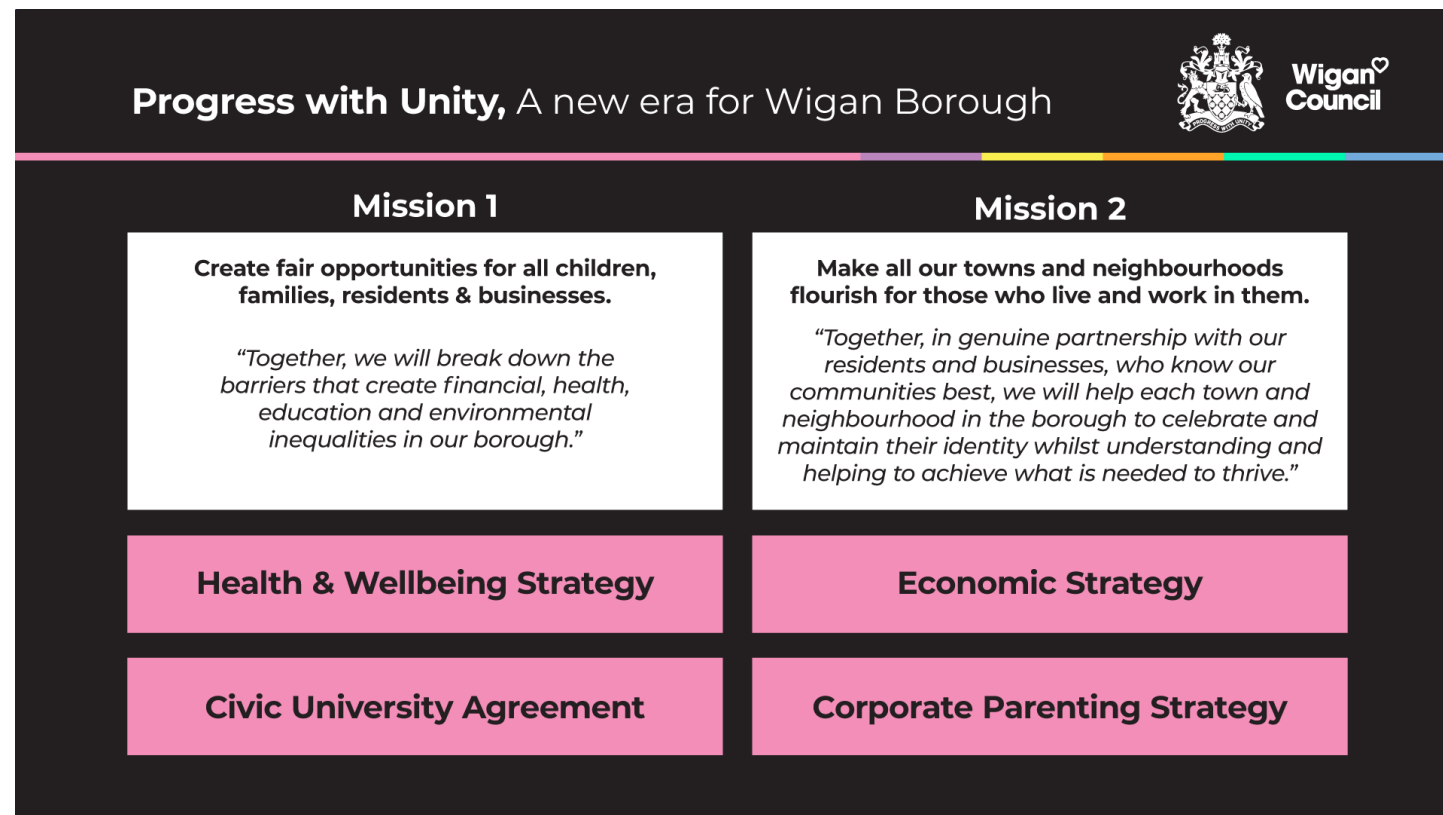 Progress with Unity, A new era for Wigan Borough
PROGRESS WITH UNITY
Wigan
Council
Mission 1
Create fair opportunities for all children,
families, residents & businesses.
“Together, we will break down the
barriers that create financial, health,
education and environmental
inequalities in our borough.”
Mission 2
Make all our towns and neighbourhoods
flourish for those who live and work in them.
“Together, in genuine partnership with our
residents and businesses, who know our
communities best, we will help each town and
neighbourhood in the borough to celebrate and
maintain their identity whilst understanding and
helping to achieve what is needed to thrive.”
Health & Wellbeing Strategy
Economic Strategy
Civic University Agreement
Corporate Parenting Strategy